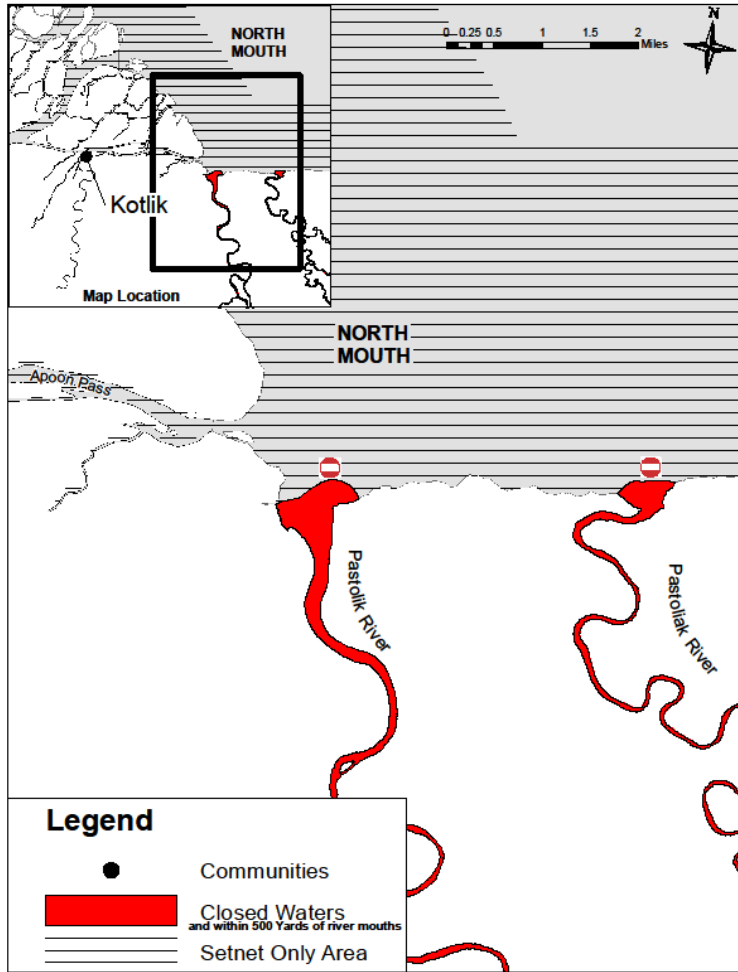 NORTH
MOUTH
Kotlik
Map Location
0 0.25 0.5 1 1.5 2
Miles
N
NORTH
MOUTH
Apoon Pass
Pastolik River
Pastoliak River
Legend
Communities
Closed Waters
and within 500 Yards of river mouths
Setnet Only Area